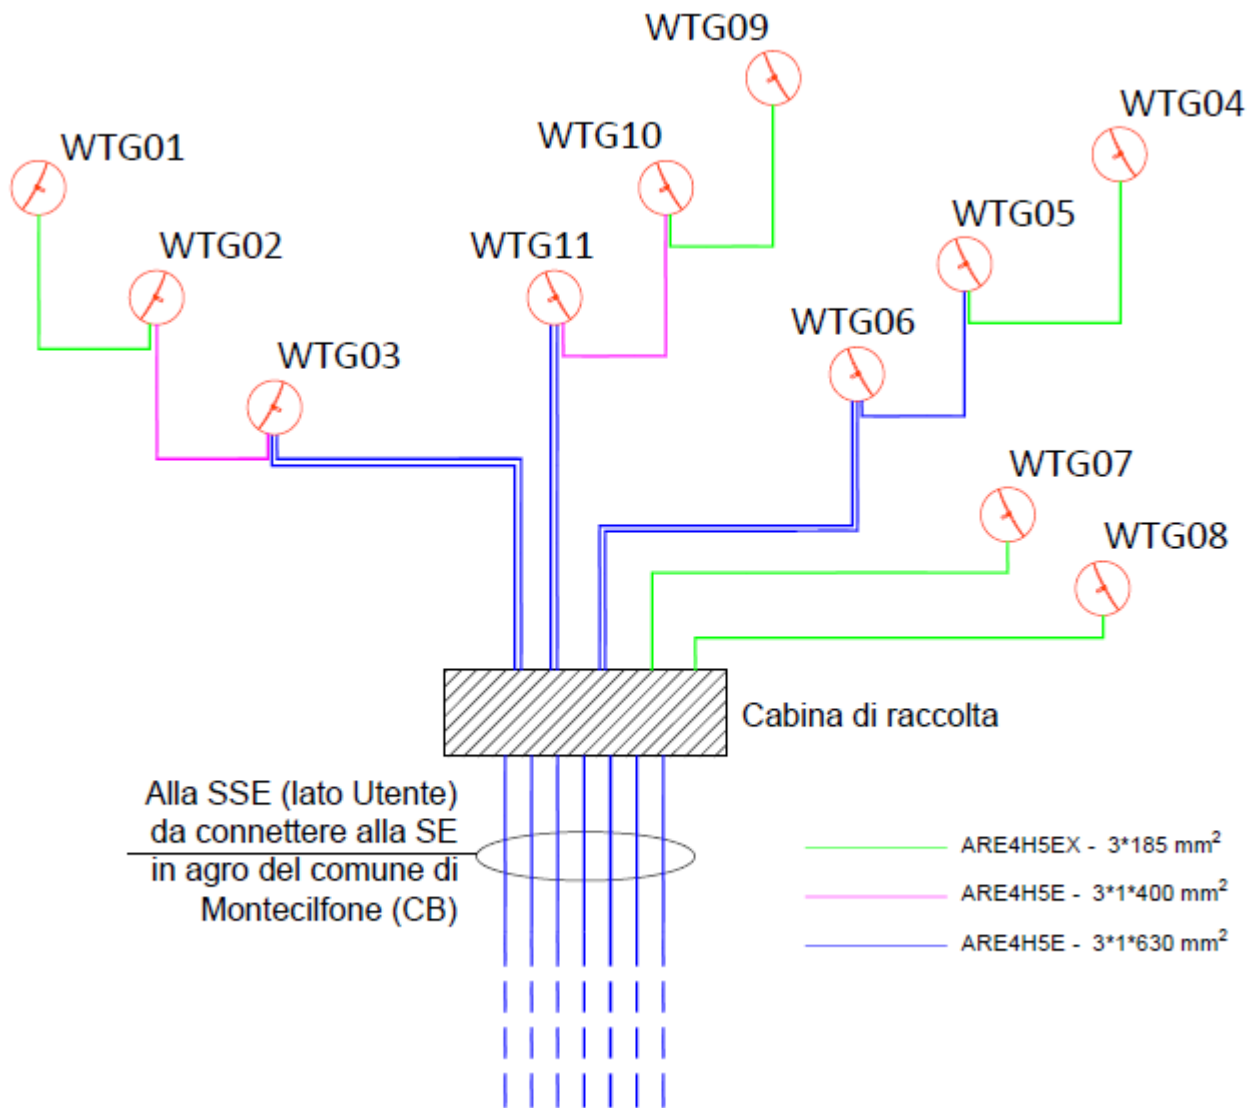 WTG09
WTG04
WTG01
WTG10
WTG05
WTG02
WTG11
WTG06
WTG03
WTG07
WTG08
Cabina di raccolta
Alla SSE (lato Utente)
da connettere alla SE
in agro del comune di
Montecilfone (CB)
ARE4H5EX - 3*185 mm²
ARE4H5E - 3*1*400 mm²
ARE4H5E - 3*1*630 mm²